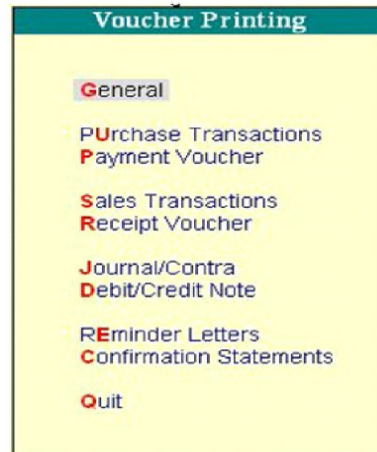 Voucher Printing
General
PUrchase Transactions
Payment Voucher
Sales Transactions
Receipt Voucher
Journal/Contra
Debit/Credit Note
REminder Letters
Confirmation Statements
Quit